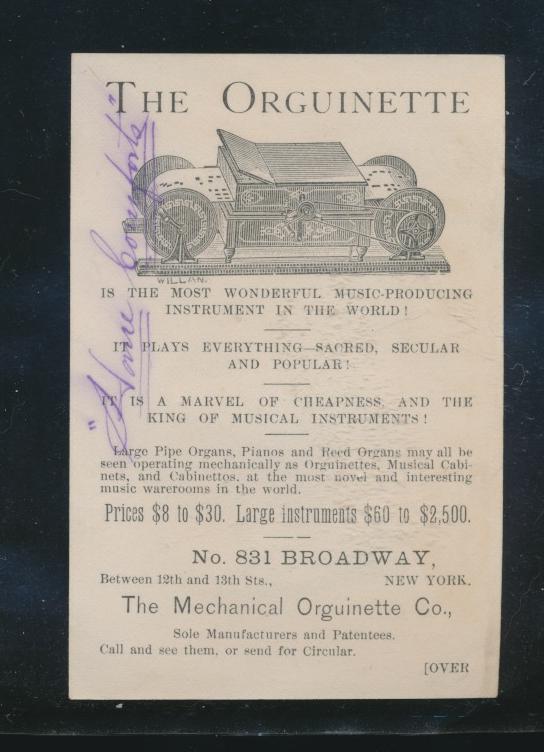 THE ORGUINETTE
"Home Comforts"
WILLAN.
IS THE MOST WONDERFUL MUSIC-PRODUCING
INSTRUMENT IN THE WORLD!
IT PLAYS EVERYTHING—SACRED, SECULAR
AND POPULAR!
IT IS A MARVEL OF CHEAPNESS, AND THE
KING OF MUSICAL INSTRUMENTS!
Large Pipe Organs, Pianos and Reed Organs may all be
seen operating mechanically as Orguinettes, Musical Cabi-
nets, and Cabinettos, at the most novel and interesting
music warerooms in the world.
Prices $8 to $30. Large instruments $60 to $2,500.
No. 831 BROADWAY,
Between 12th and 13th Sts., NEW YORK.
The Mechanical Orguinette Co.,
Sole Manufacturers and Patentees.
Call and see them, or send for Circular.
[OVER